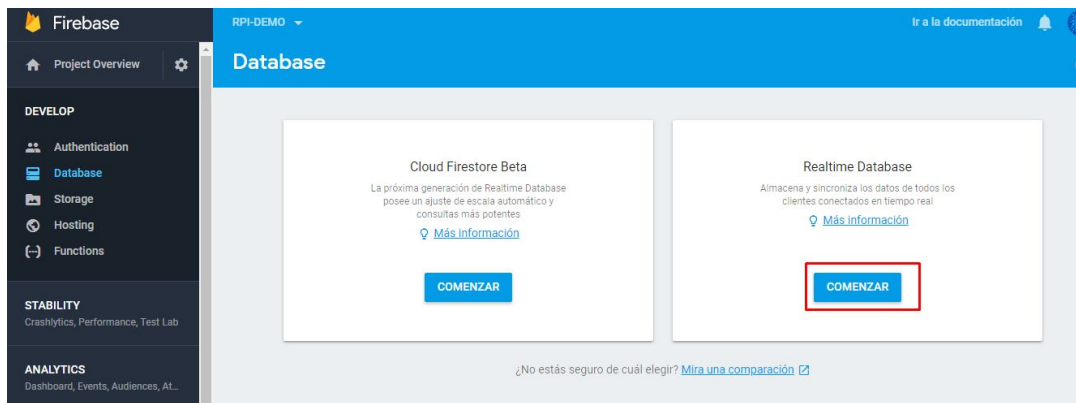 Firebase
Project Overview
DEVELOP
Authentication
Database
Storage
Hosting
Functions
STABILITY
Crashlytics, Performance, Test Lab
ANALYTICS
Dashboard, Events, Audiences, At...
RPI-DEMO
Ir a la documentación
Database
Cloud Firestore Beta
La próxima generación de Realtime Database
posee un ajuste de escala automático y
consultas más potentes
Más información
COMENZAR
Realtime Database
Almacena y sincroniza los datos de todos los
clientes conectados en tiempo real
Más información
COMENZAR
¿No estás seguro de cuál elegir? Mira una comparación